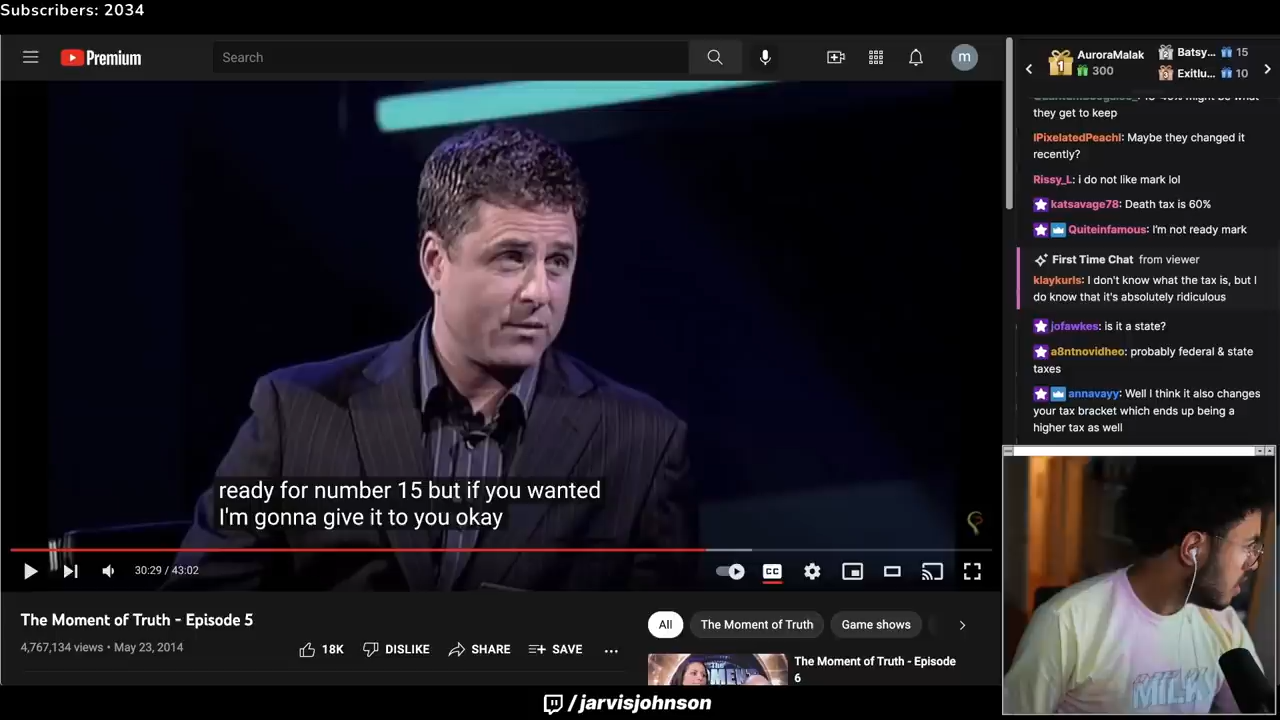 Subscribers: 2034
Premium
Search
m
AuroraMalak
300
Batsy... 15
Exitlu... 10
they get to keep
IPixelatedPeachI: Maybe they changed it
recently?
Rissy_L: i do not like mark lol
katsavage78: Death tax is 60%
Quiteinfamous: I'm not ready mark
First Time Chat from viewer
klaykurls: I don't know what the tax is, but I
do know that it's absolutely ridiculous
jofawkes: is it a state?
a8ntnovidheo: probably federal & state
taxes
annavayy: Well I think it also changes
your tax bracket which ends up being a
higher tax as well
ready for number 15 but if you wanted
I'm gonna give it to you okay
30:29 / 43:02
CC
The Moment of Truth - Episode 5
4,767,134 views • May 23, 2014
18K
DISLIKE
SHARE
SAVE
All
The Moment of Truth
Game shows
The Moment of Truth - Episode
6
MILK
/jarvisjohnson